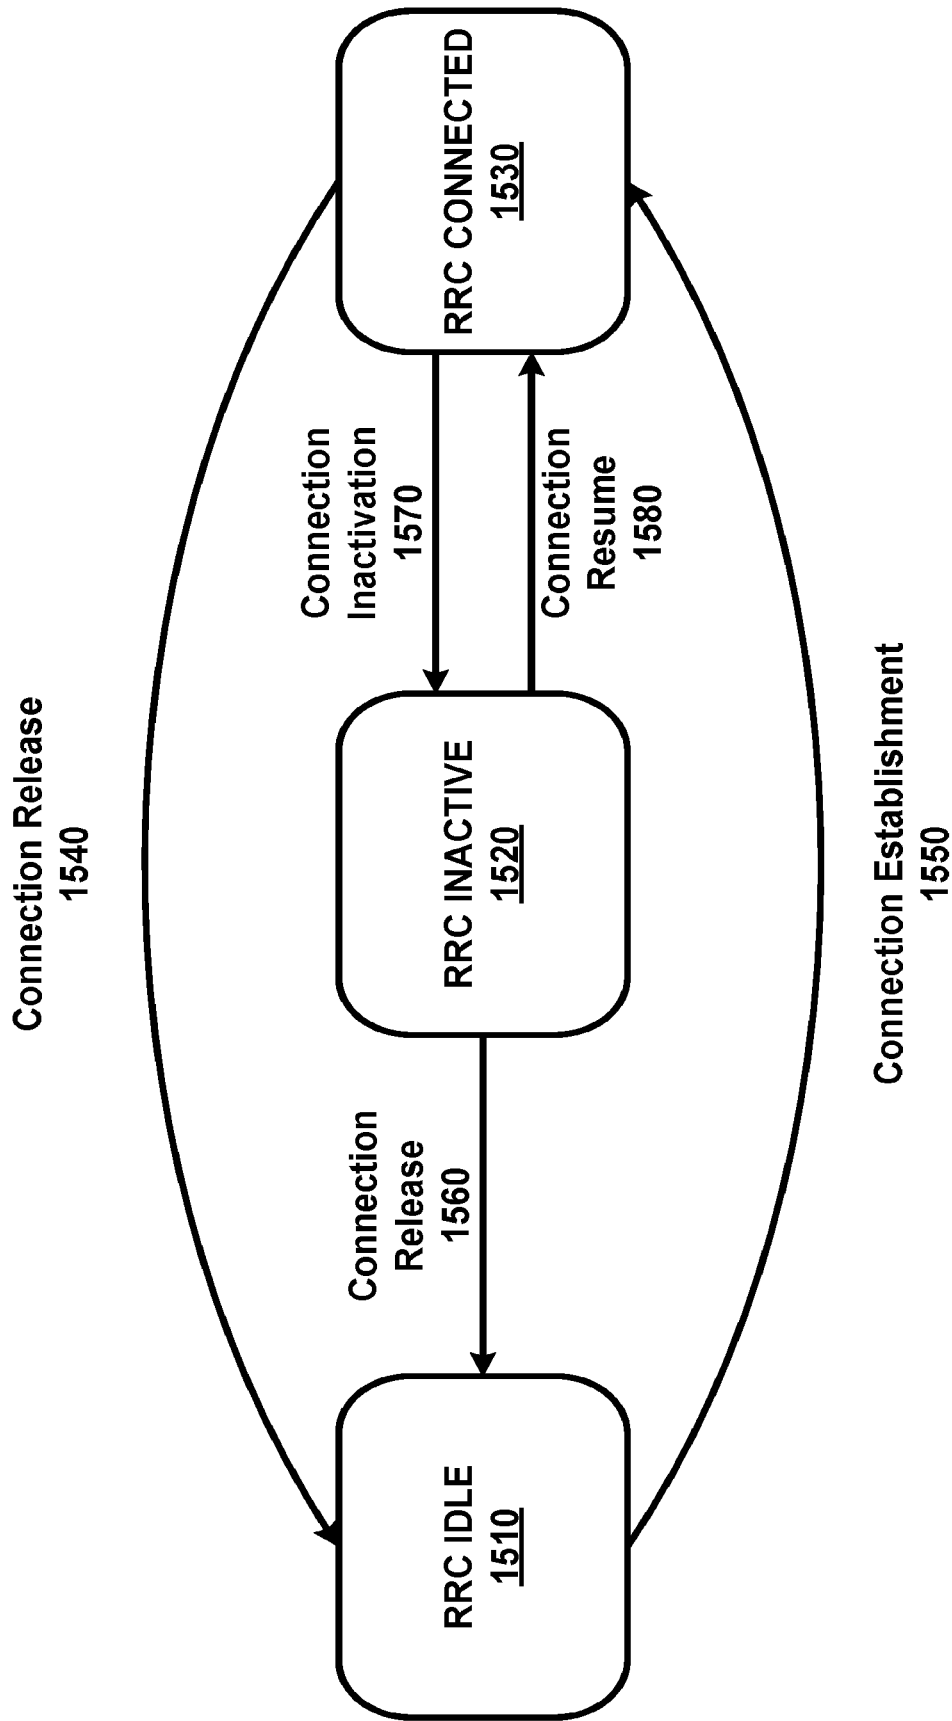 Connection Release
1540
RRC IDLE
1510
Connection
Release
1560
RRC INACTIVE
1520
Connection
Inactivation
1570
Connection
Resume
1580
RRC CONNECTED
1530
Connection Establishment
1550